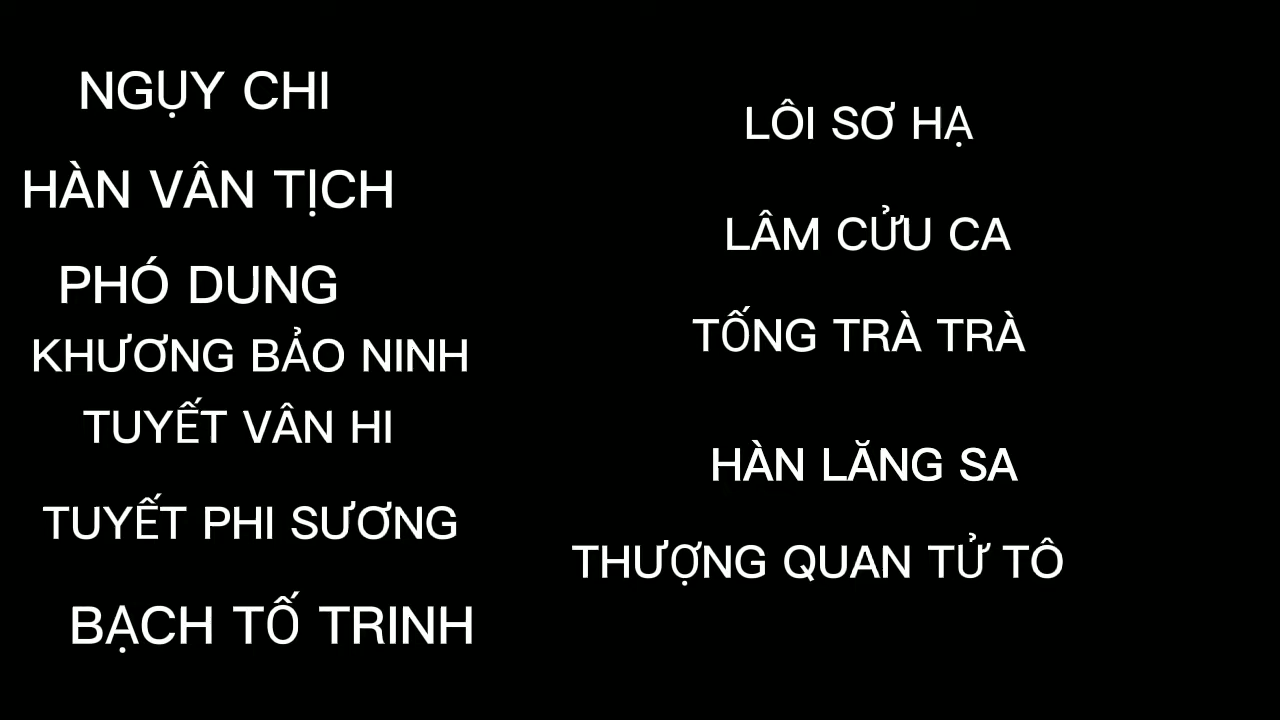 NGỤY CHI
HÀN VÂN TỊCH
PHÓ DUNG
KHƯƠNG BẢO NINH
TUYẾT VÂN HI
TUYẾT PHI SƯƠNG
BẠCH TỐ TRINH
LÔI SƠ HẠ
LÂM CỬU CA
TỐNG TRÀ TRÀ
HÀN LĂNG SA
THƯỢNG QUAN TỬ TÔ